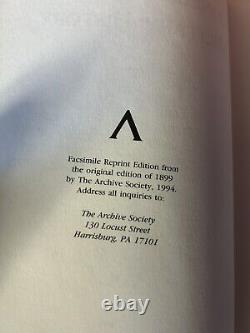 Λ
Facsimile Reprint Edition from
the original edition of 1899
by The Archive Society, 1994.
Address all inquiries to:
The Archive Society
130 Locust Street
Harrisburg, PA 17101
ebay